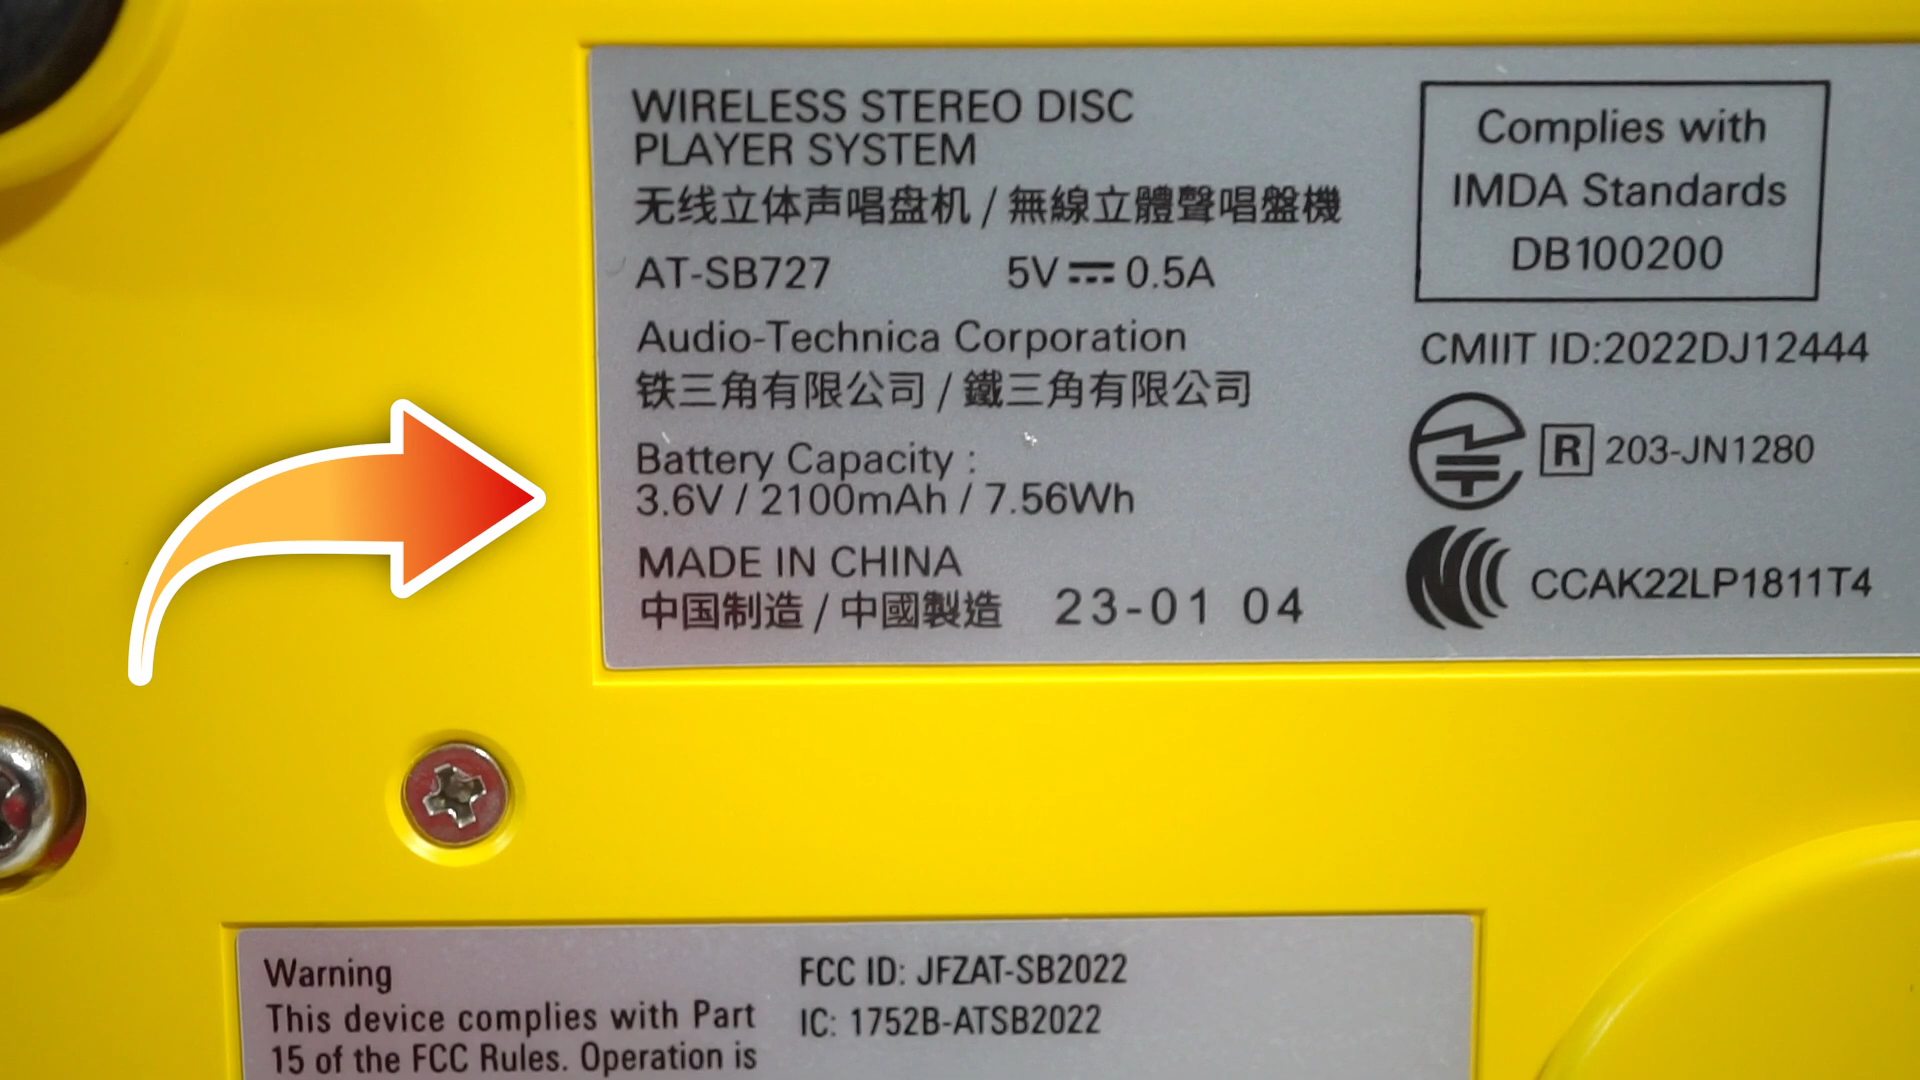 WIRELESS STEREO DISC
PLAYER SYSTEM
无线立体声唱盘机 / 無線立體聲唱盤機
AT-SB727 5V ⎓ 0.5A
Audio-Technica Corporation
铁三角有限公司 / 鐵三角有限公司
Battery Capacity :
3.6V / 2100mAh / 7.56Wh
MADE IN CHINA
中国制造 / 中國製造 23-01 04
Complies with
IMDA Standards
DB100200
CMIIT ID:2022DJ12444
R 203-JN1280
CCAK22LP1811T4
Warning
This device complies with Part
15 of the FCC Rules. Operation is
FCC ID: JFZAT-SB2022
IC: 1752B-ATSB2022